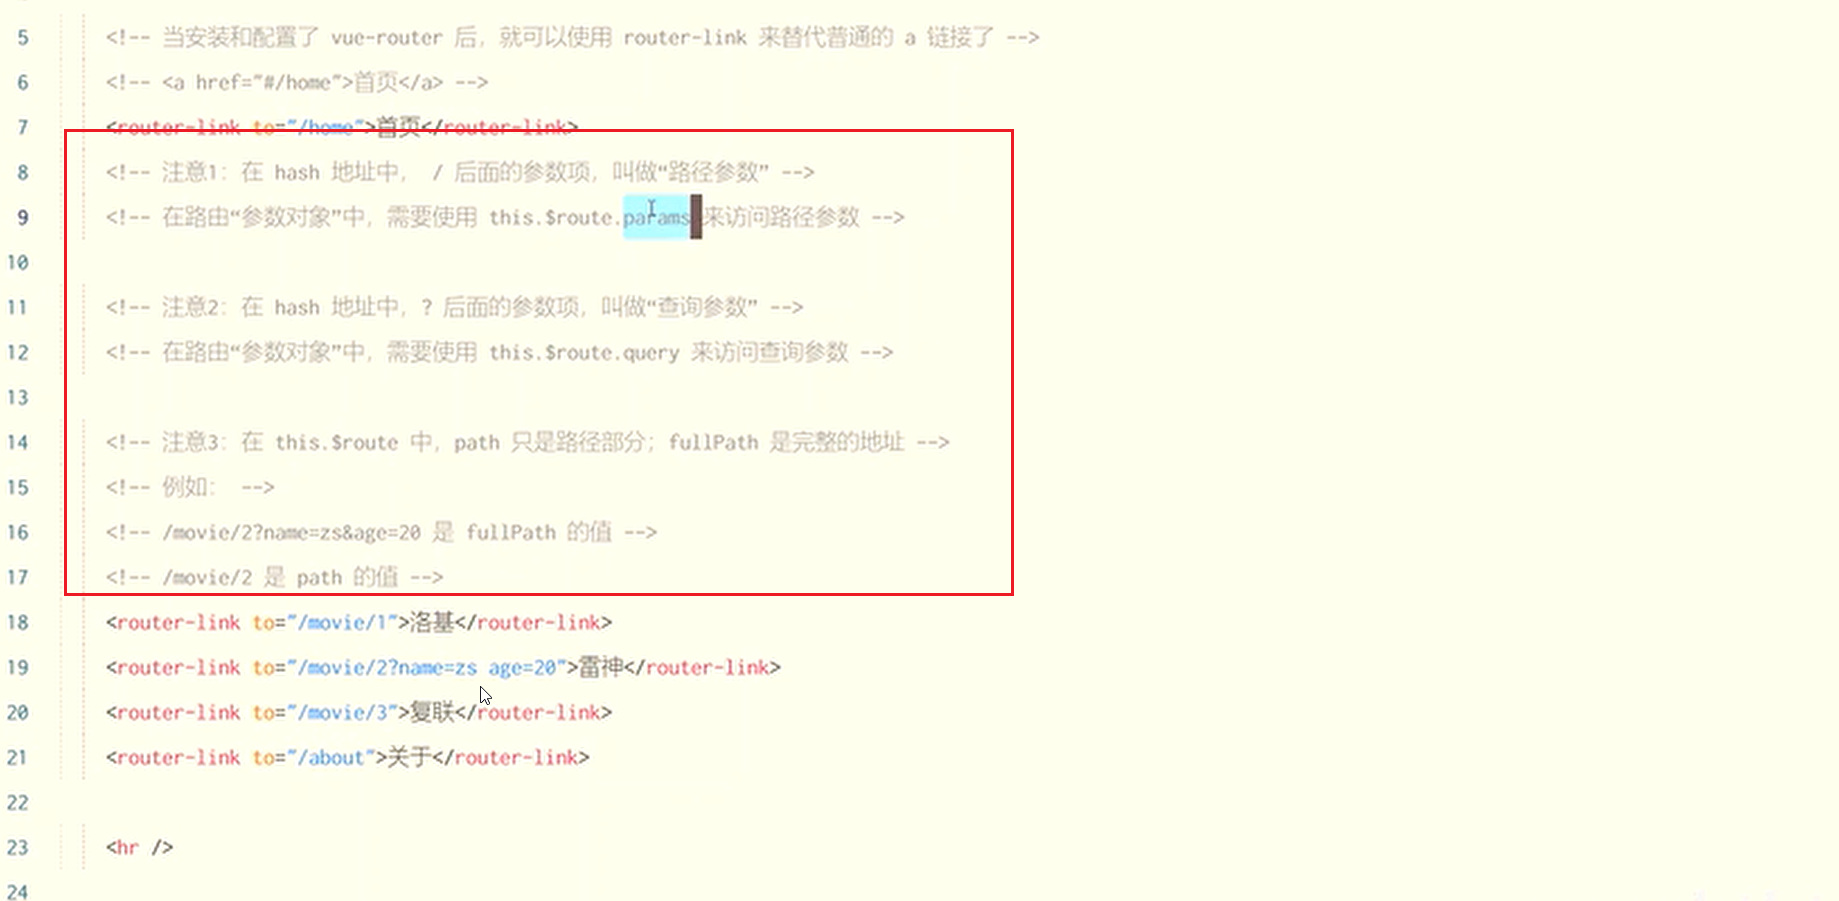 5 <!-- 当安装和配置了 vue-router 后，就可以使用 router-link 来替代普通的 a 链接了 -->
6 <!-- <a href="#/home">首页</a> -->
7 <router-link to="/home">首页</router-link>
8 <!-- 注意1：在 hash 地址中， / 后面的参数项，叫做“路径参数” -->
9 <!-- 在路由“参数对象”中，需要使用 this.$route.params 来访问路径参数 -->
10
11 <!-- 注意2：在 hash 地址中，? 后面的参数项，叫做“查询参数” -->
12 <!-- 在路由“参数对象”中，需要使用 this.$route.query 来访问查询参数 -->
13
14 <!-- 注意3：在 this.$route 中，path 只是路径部分；fullPath 是完整的地址 -->
15 <!-- 例如： -->
16 <!-- /movie/2?name=zs&age=20 是 fullPath 的值 -->
17 <!-- /movie/2 是 path 的值 -->
18 <router-link to="/movie/1">洛基</router-link>
19 <router-link to="/movie/2?name=zs age=20">雷神</router-link>
20 <router-link to="/movie/3">复联</router-link>
21 <router-link to="/about">关于</router-link>
22
23 <hr />
24